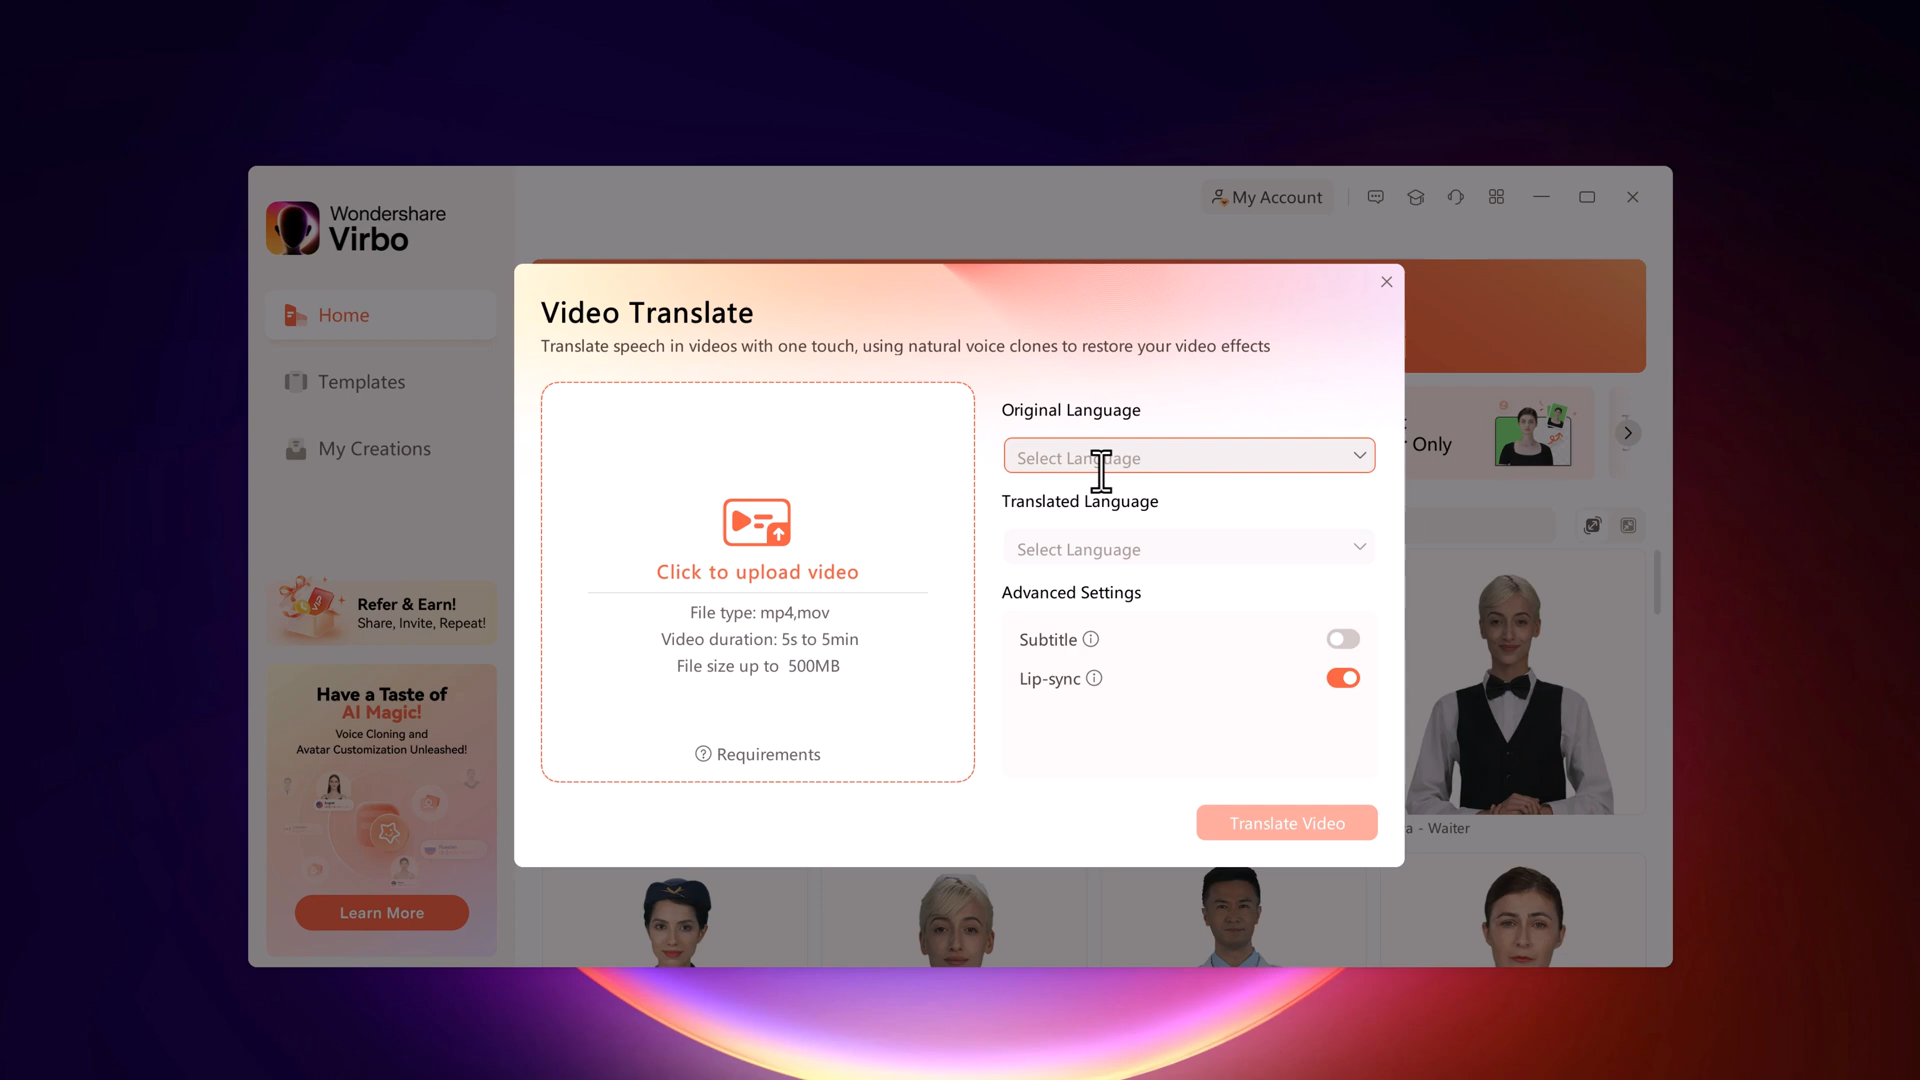 Wondershare
Virbo
My Account
Home
Templates
My Creations
Refer & Earn!
Share, Invite, Repeat!
Have a Taste of
AI Magic!
Voice Cloning and
Avatar Customization Unleashed!
Learn More
Video Translate
Translate speech in videos with one touch, using natural voice clones to restore your video effects
Click to upload video
File type: mp4,mov
Video duration: 5s to 5min
File size up to 500MB
Requirements
Original Language
Select Language
Translated Language
Select Language
Advanced Settings
Subtitle
Lip-sync
Translate Video
Only
a - Waiter